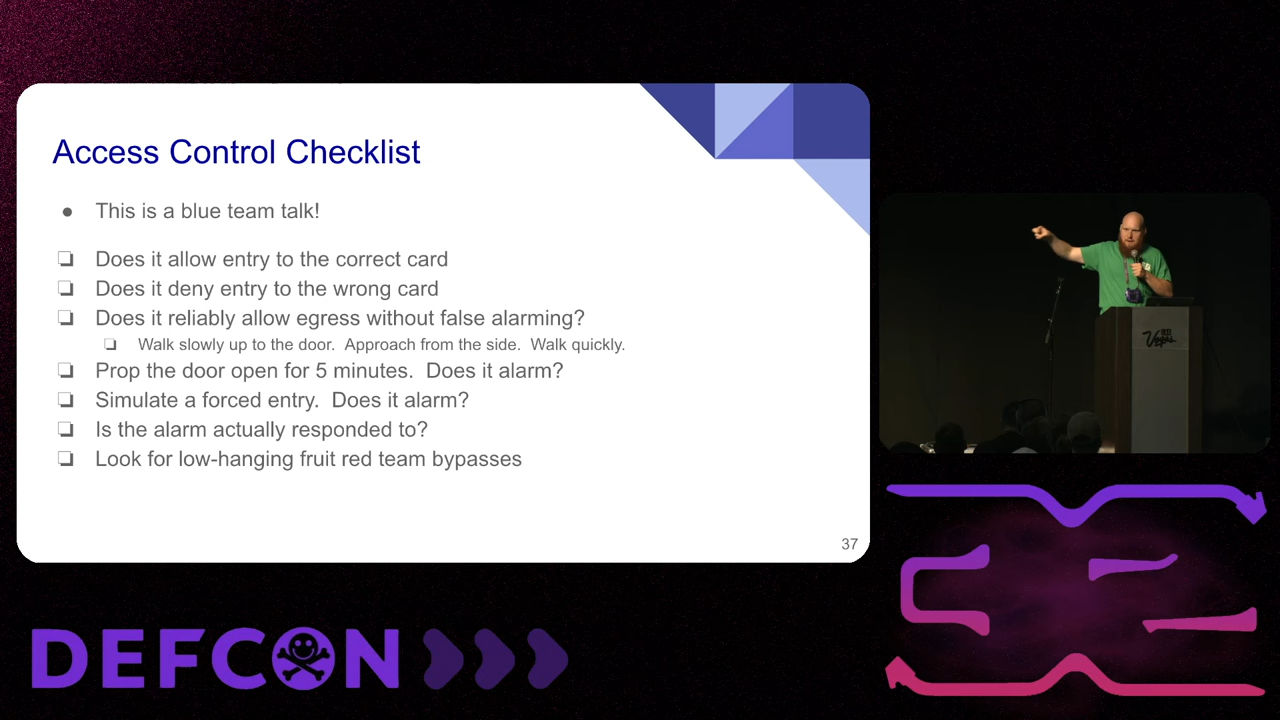 Access Control Checklist
● This is a blue team talk!
❏ Does it allow entry to the correct card
❏ Does it deny entry to the wrong card
❏ Does it reliably allow egress without false alarming?
❏ Walk slowly up to the door.  Approach from the side.  Walk quickly.
❏ Prop the door open for 5 minutes.  Does it alarm?
❏ Simulate a forced entry.  Does it alarm?
❏ Is the alarm actually responded to?
❏ Look for low-hanging fruit red team bypasses
37
Vegas
DEFCON